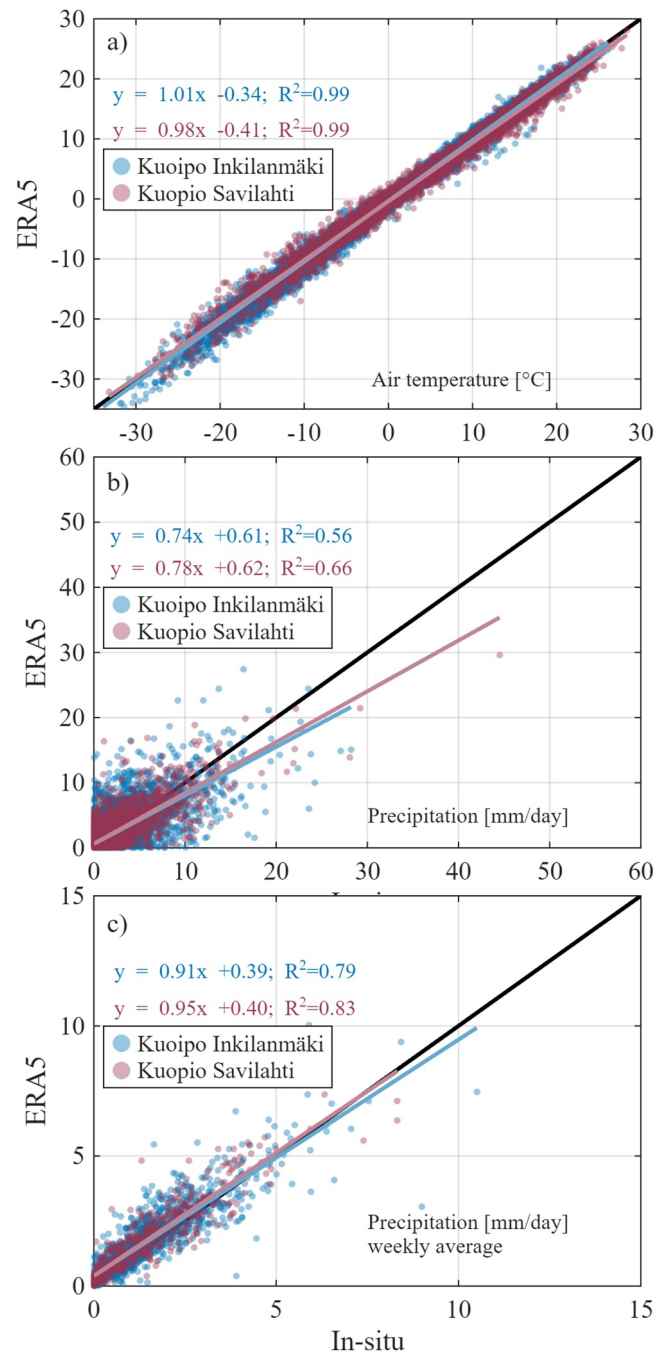 30
a)
20
y = 1.01x -0.34; R²=0.99
10
y = 0.98x -0.41; R²=0.99
Kuoipo Inkilanmäki
0
Kuopio Savilahti
ERA5
-10
-20
-30
Air temperature [°C]
-30 -20 -10 0 10 20 30
60
b)
50
y = 0.74x +0.61; R²=0.56
y = 0.78x +0.62; R²=0.66
40
Kuoipo Inkilanmäki
Kuopio Savilahti
30
ERA5
20
10
Precipitation [mm/day]
0
0 10 20 30 40 50 60
15
c)
y = 0.91x +0.39; R²=0.79
y = 0.95x +0.40; R²=0.83
10
Kuoipo Inkilanmäki
Kuopio Savilahti
ERA5
5
Precipitation [mm/day]
weekly average
0
0 5 10 15
In-situ